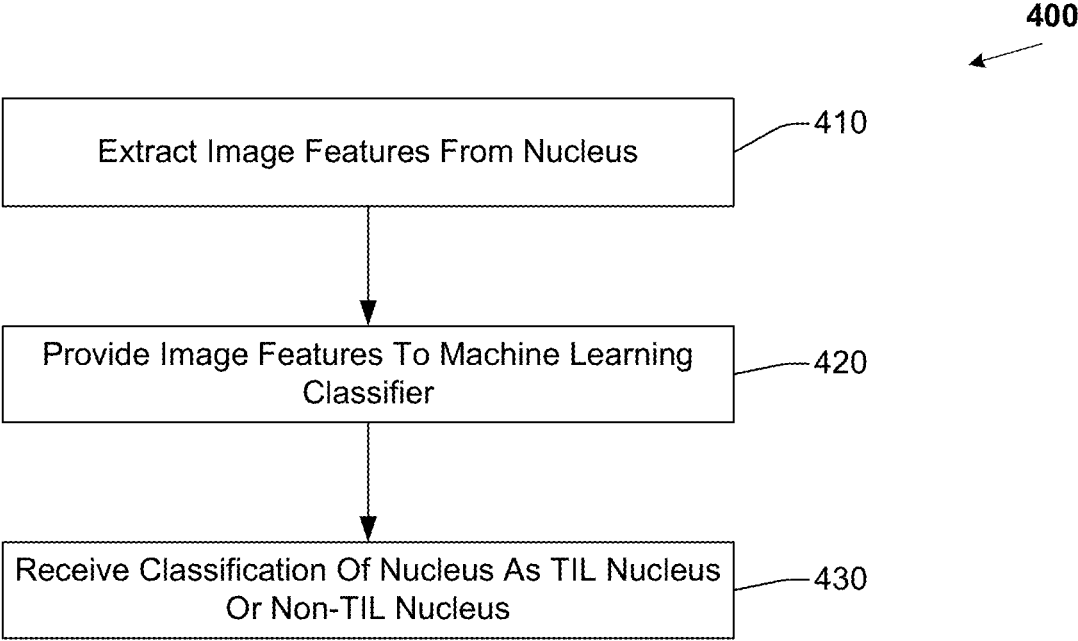 400
Extract Image Features From Nucleus
410
Provide Image Features To Machine Learning
Classifier
420
Receive Classification Of Nucleus As TIL Nucleus
Or Non-TIL Nucleus
430